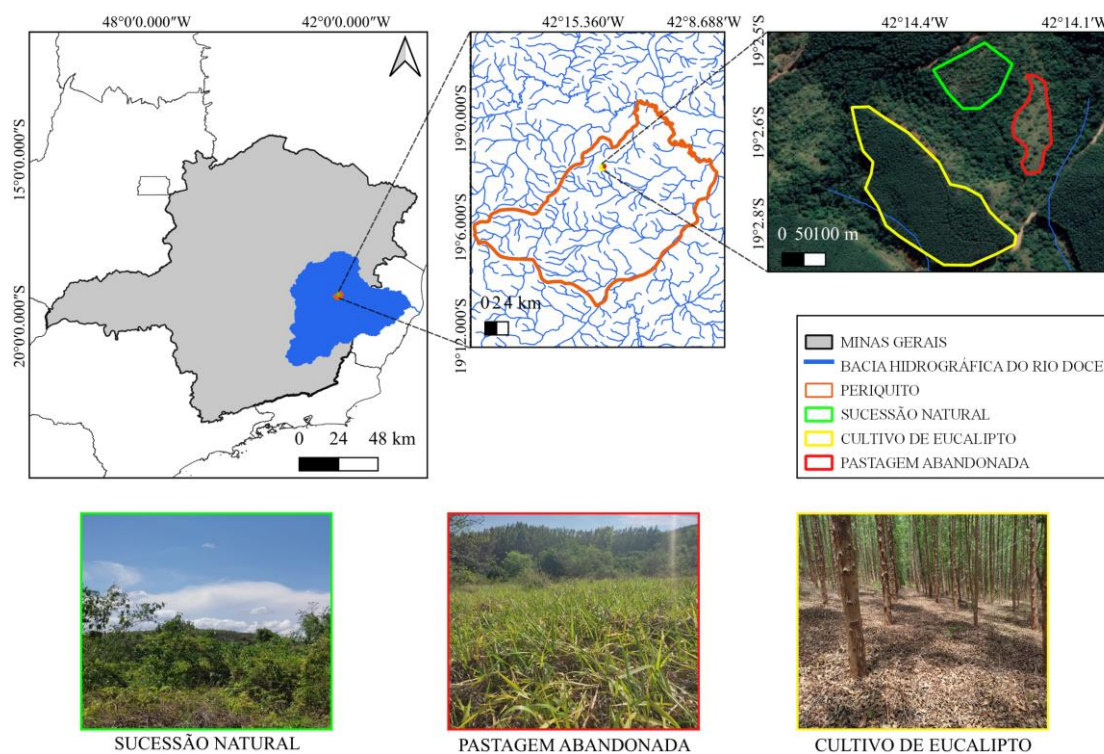 48°0'0.000"W
42°0'0.000"W
42°15.360"W
42°8.688"W
42°14.4'W
42°14.1'W
15°0'0.000"S
20°0'0.000"S
19°0.000'S
19°6.000'S
19°12.000'S
19°2.5'S
19°2.6'S
19°2.8'S
0 24 48 km
0 2 4 km
0 50100 m
MINAS GERAIS
BACIA HIDROGRÁFICA DO RIO DOCE
PERIQUITO
SUCESSÃO NATURAL
CULTIVO DE EUCALIPTO
PASTAGEM ABANDONADA
SUCESSÃO NATURAL
PASTAGEM ABANDONADA
CULTIVO DE EUCALIPTO